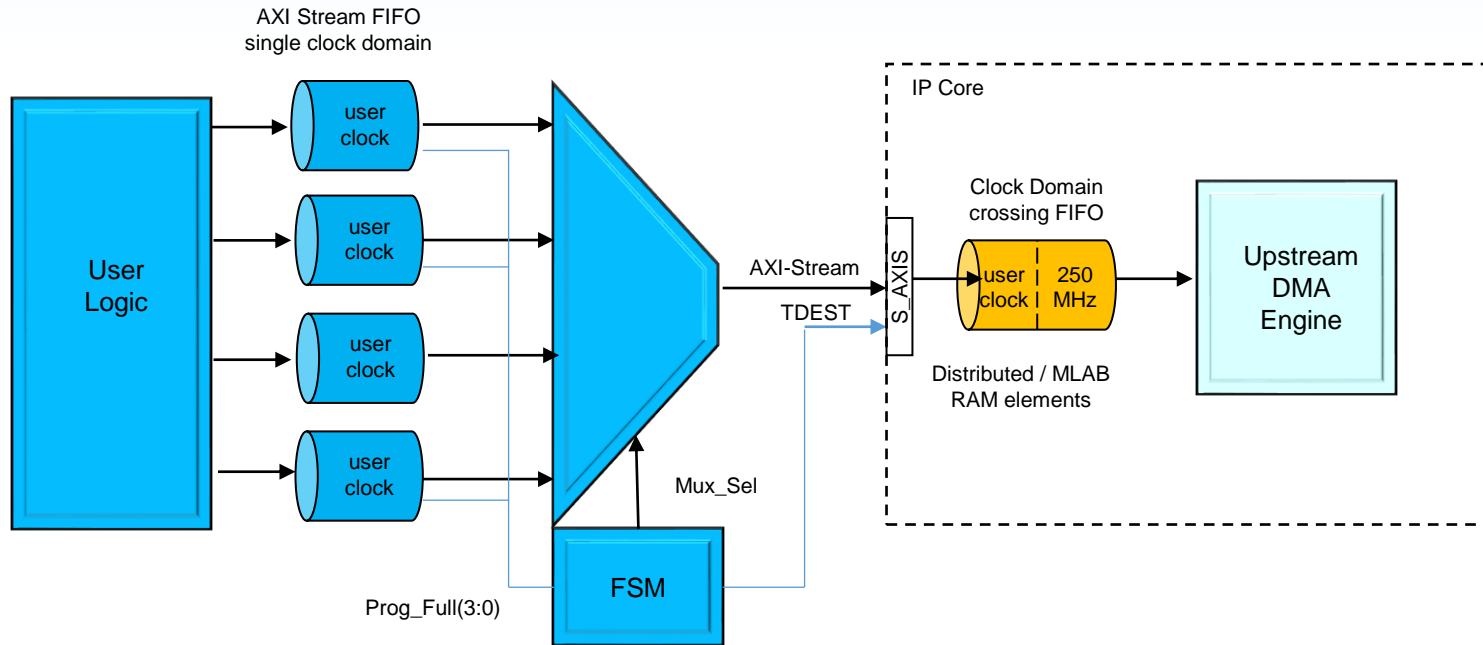 AXI Stream FIFO
single clock domain
User
Logic
user
clock
user
clock
user
clock
user
clock
Mux_Sel
FSM
Prog_Full(3:0)
AXI-Stream
TDEST
IP Core
S_AXIS
Clock Domain
crossing FIFO
user
clock
250
MHz
Distributed / MLAB
RAM elements
Upstream
DMA
Engine